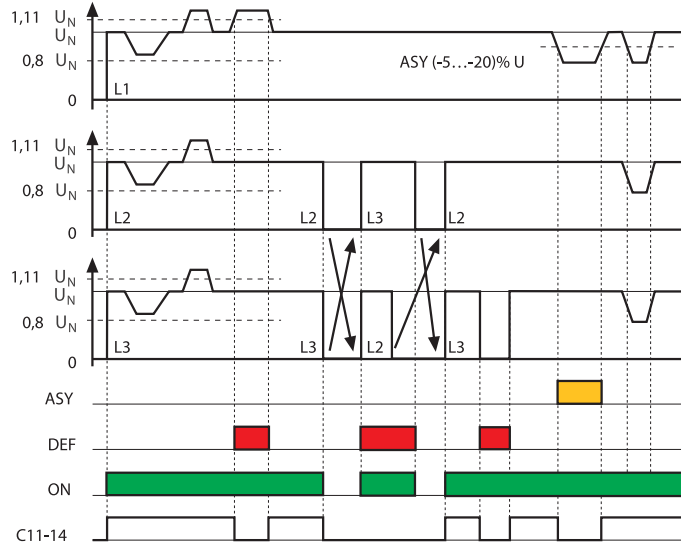 1,11 U_N
U_N
0,8 U_N
0
L1
ASY (-5...-20)% U
1,11 U_N
U_N
0,8 U_N
0
L2 L2 L3 L2
1,11 U_N
U_N
0,8 U_N
0
L3 L3 L2 L3
ASY
DEF
ON
C11-14